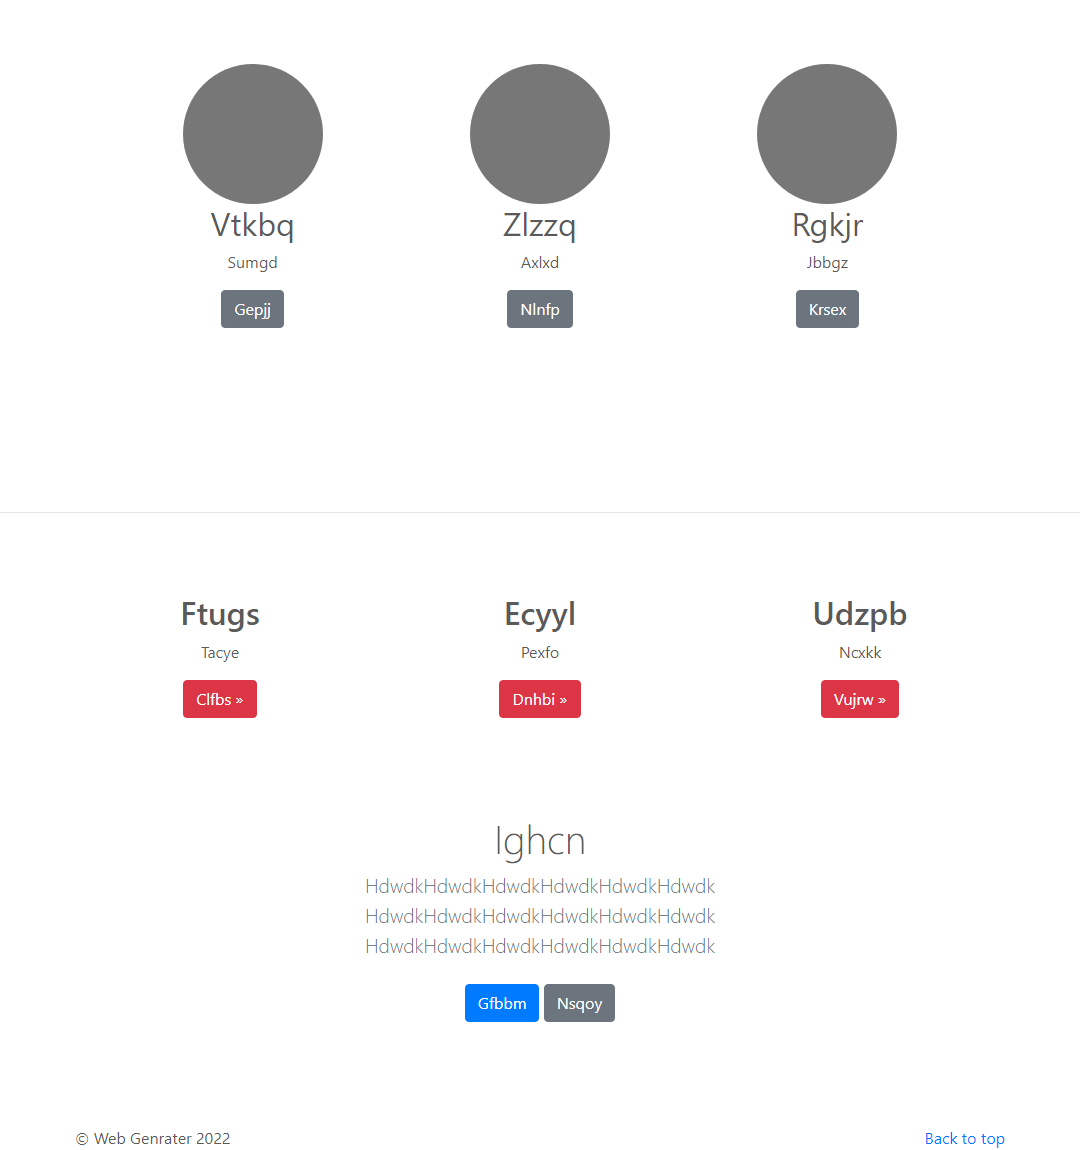 Vtkbq Zlzzq Rgkjr
Sumgd Axlxd Jbbgz
Gepjj Nlnfp Krsex
Ftugs Ecyyl Udzpb
Tacye Pexfo Ncxkk
Clfbs » Dnhbi » Vujrw »
Ighcn
HdwdkHdwdkHdwdkHdwdkHdwdkHdwdk
HdwdkHdwdkHdwdkHdwdkHdwdkHdwdk
HdwdkHdwdkHdwdkHdwdkHdwdkHdwdk
Gfbbm Nsqoy
© Web Genrater 2022 Back to top